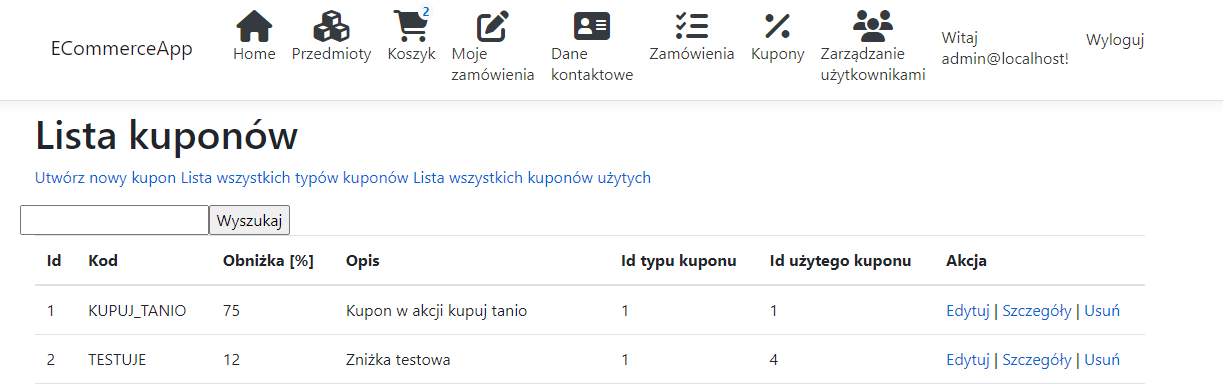 ECommerceApp
Home
Przedmioty
2
Koszyk
Moje
zamówienia
Dane
kontaktowe
Zamówienia
Kupony
Zarządzanie
użytkownikami
Witaj
admin@localhost!
Wyloguj
Lista kuponów
Utwórz nowy kupon Lista wszystkich typów kuponów Lista wszystkich kuponów użytych
Wyszukaj
Id Kod Obniżka [%] Opis Id typu kuponu Id użytego kuponu Akcja
1 KUPUJ_TANIO 75 Kupon w akcji kupuj tanio 1 1 Edytuj | Szczegóły | Usuń
2 TESTUJE 12 Zniżka testowa 1 4 Edytuj | Szczegóły | Usuń